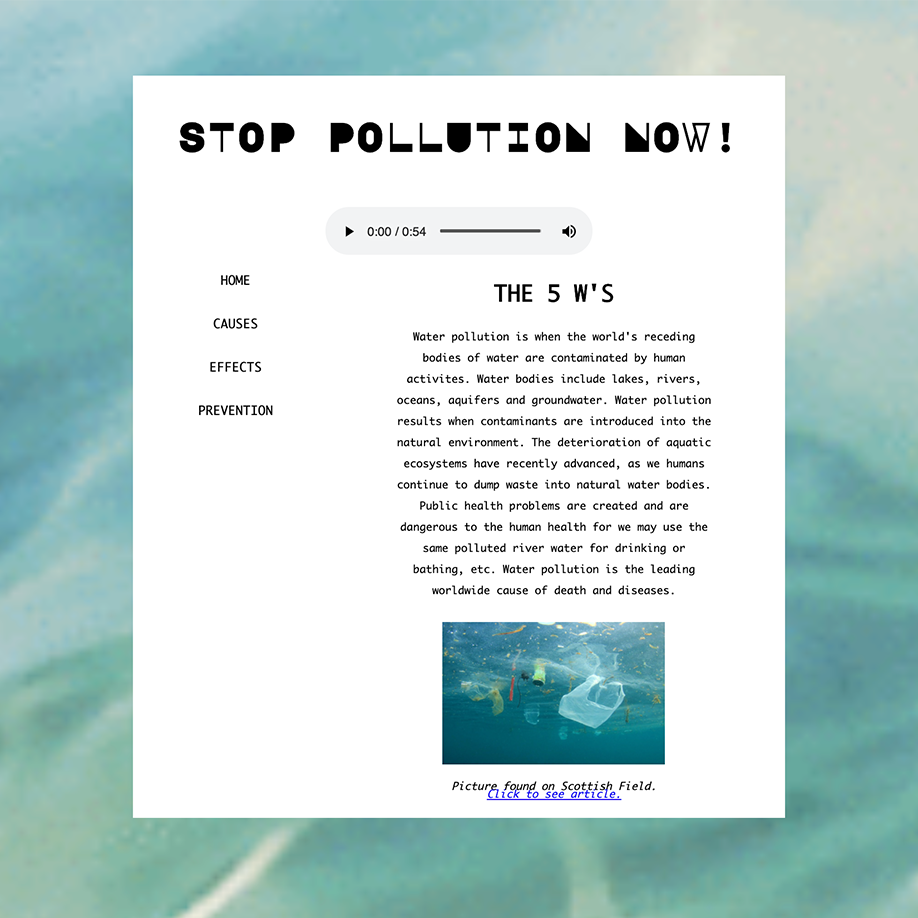 STOP POLLUTION NOW!
0:00 / 0:54
HOME
CAUSES
EFFECTS
PREVENTION
THE 5 W'S
Water pollution is when the world's receding
bodies of water are contaminated by human
activites. Water bodies include lakes, rivers,
oceans, aquifers and groundwater. Water pollution
results when contaminants are introduced into the
natural environment. The deterioration of aquatic
ecosystems have recently advanced, as we humans
continue to dump waste into natural water bodies.
Public health problems are created and are
dangerous to the human health for we may use the
same polluted river water for drinking or
bathing, etc. Water pollution is the leading
worldwide cause of death and diseases.
Picture found on Scottish Field.
Click to see article.